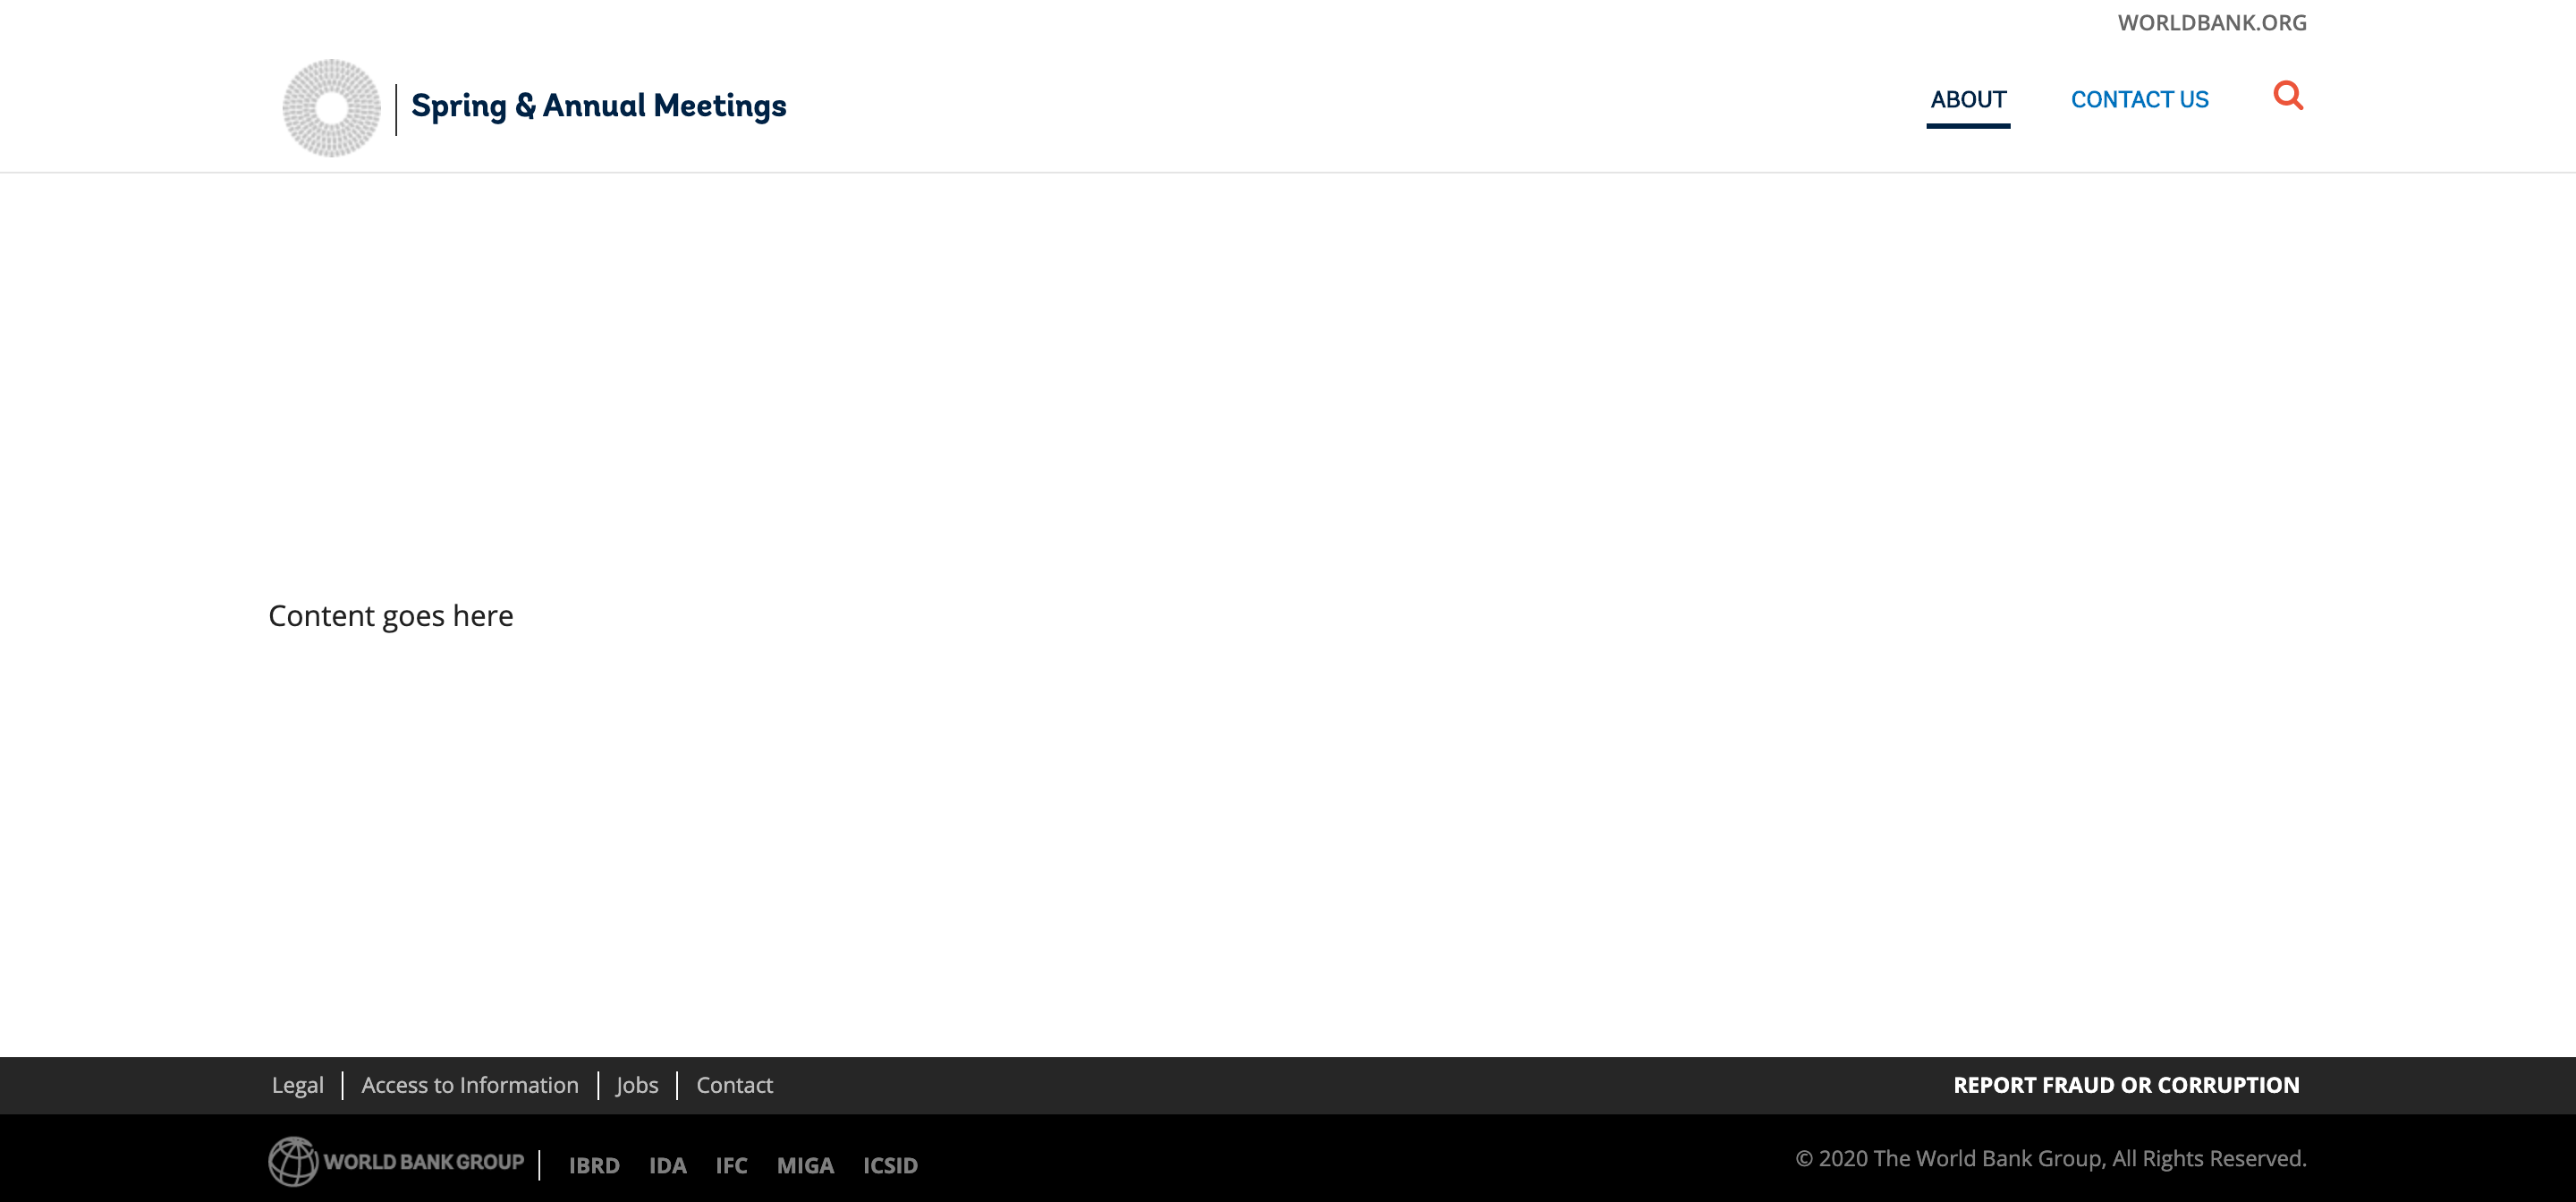 WORLDBANK.ORG
Spring & Annual Meetings
ABOUT CONTACT US
Content goes here
Legal Access to Information Jobs Contact REPORT FRAUD OR CORRUPTION
WORLD BANK GROUP IBRD IDA IFC MIGA ICSID © 2020 The World Bank Group, All Rights Reserved.